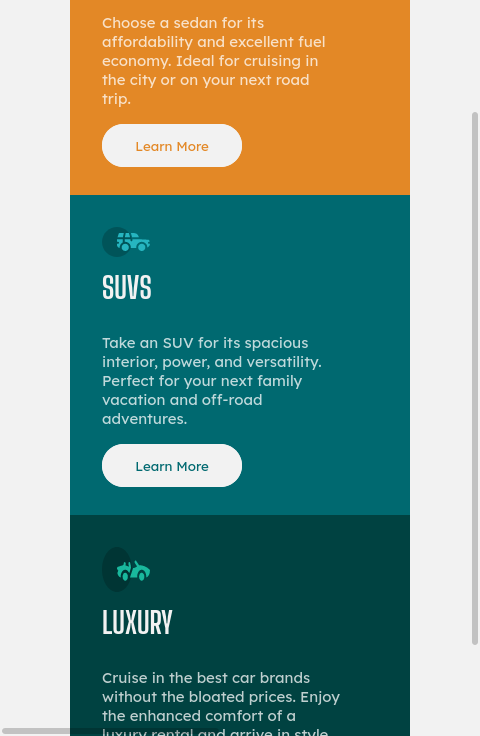 Choose a sedan for its
affordability and excellent fuel
economy. Ideal for cruising in
the city or on your next road
trip.
Learn More
SUVS
Take an SUV for its spacious
interior, power, and versatility.
Perfect for your next family
vacation and off-road
adventures.
Learn More
LUXURY
Cruise in the best car brands
without the bloated prices. Enjoy
the enhanced comfort of a
luxury rental and arrive in style